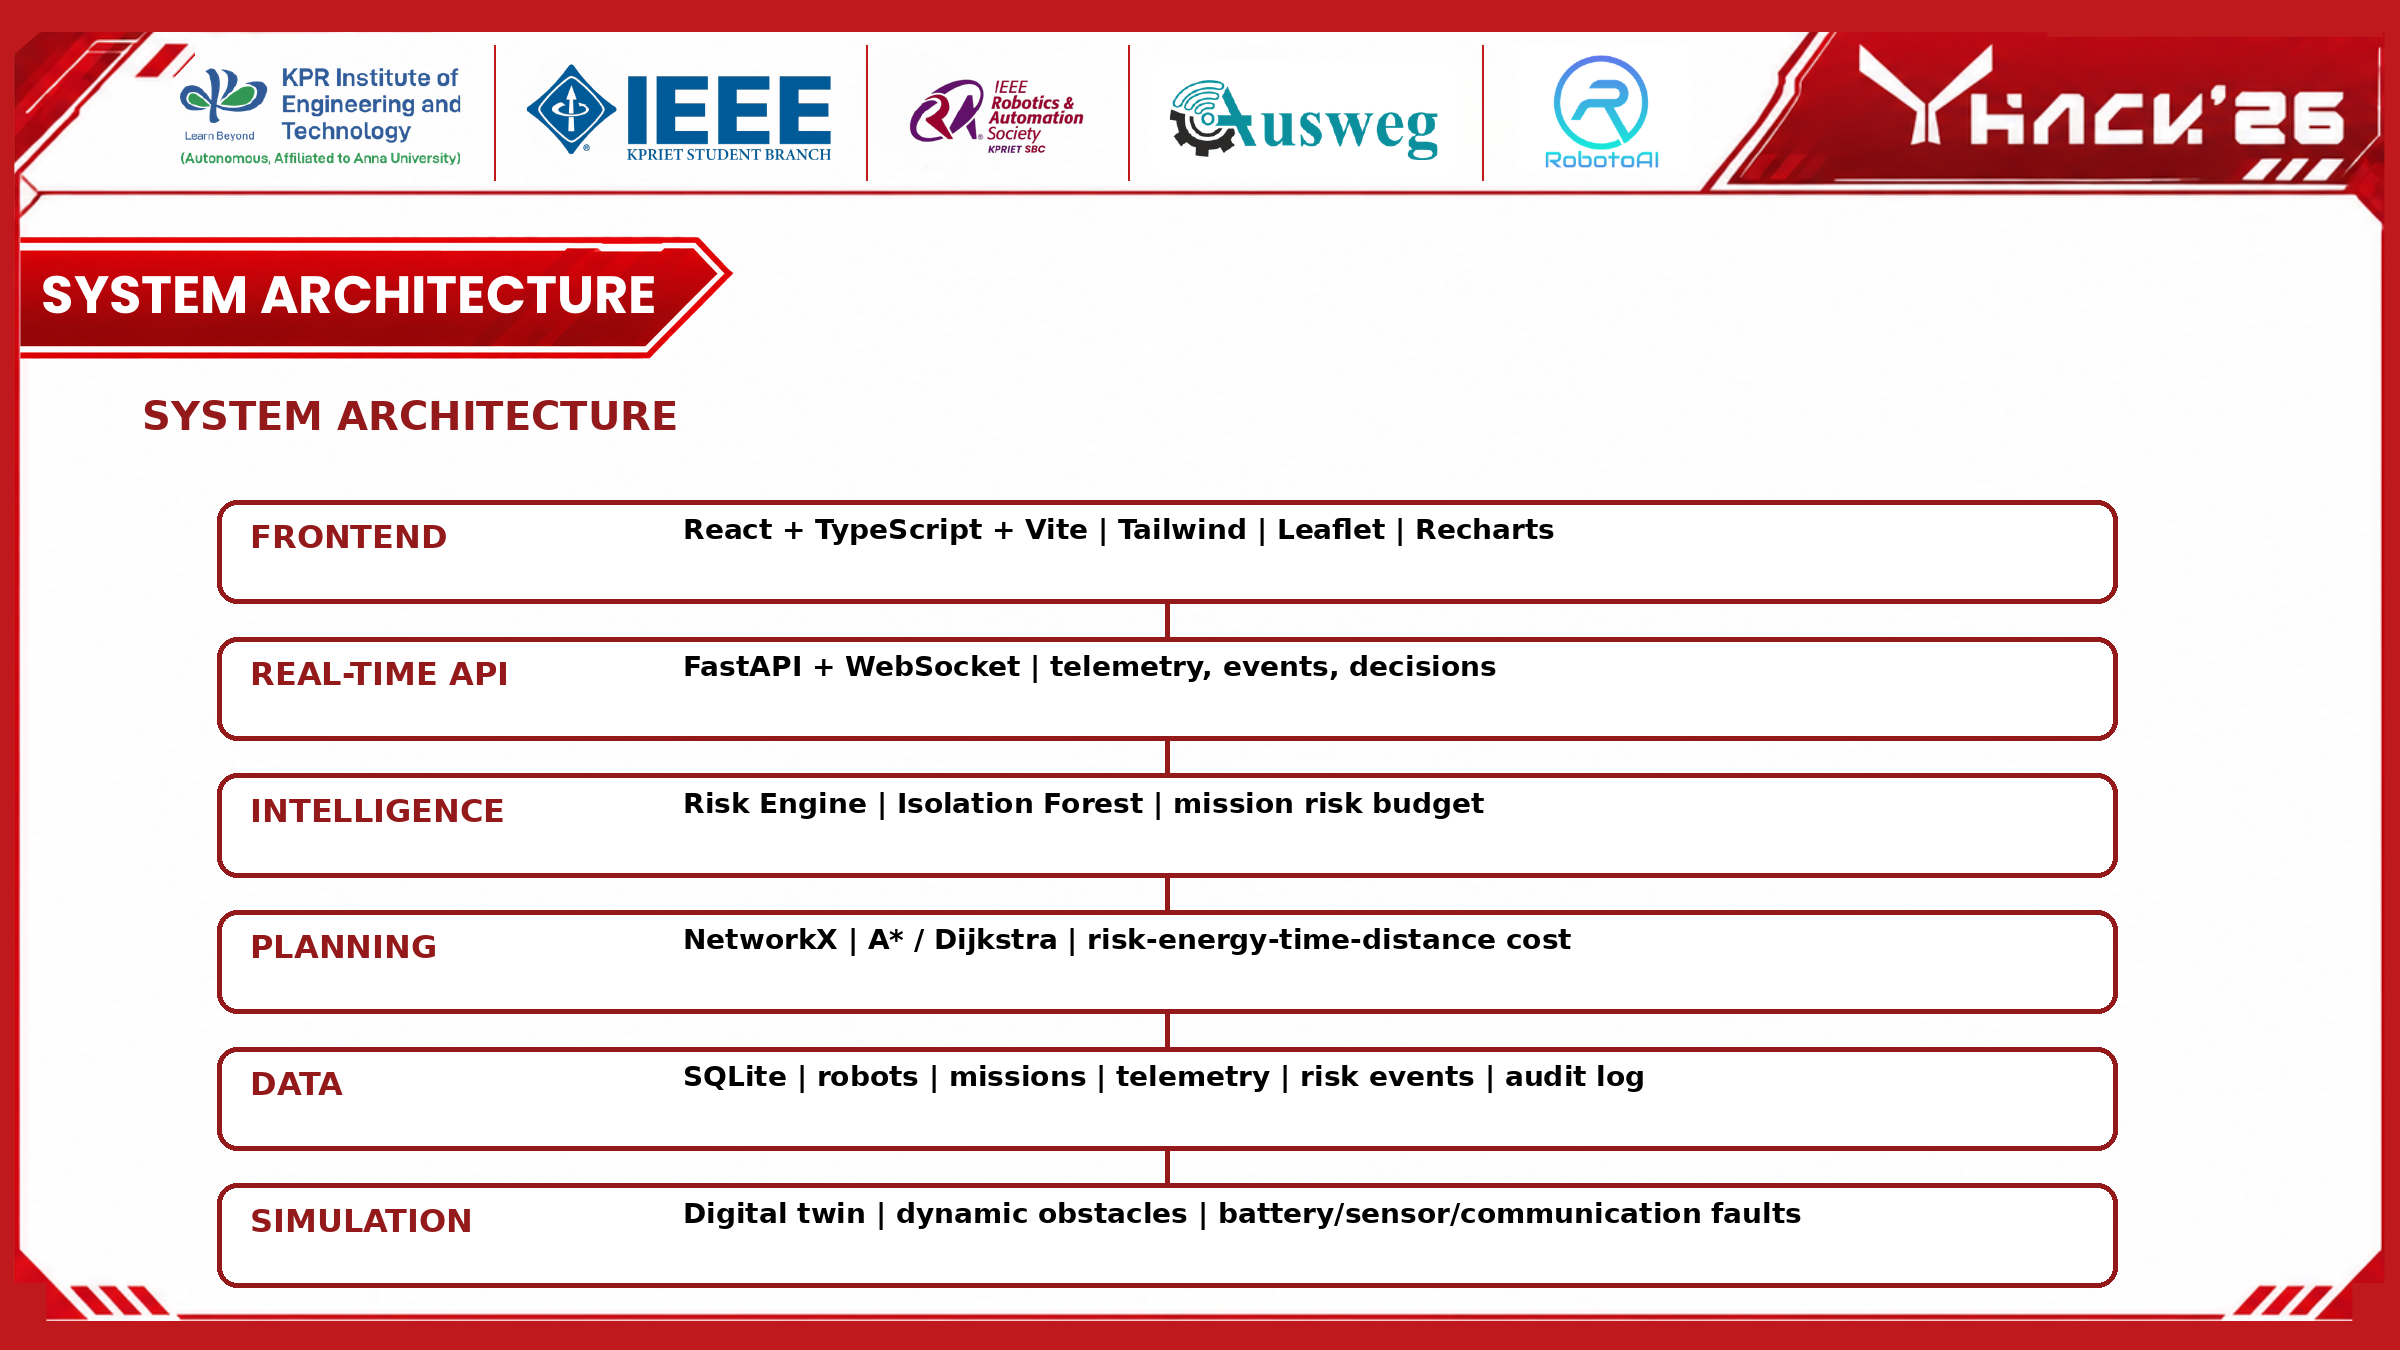 KPR Institute of
Engineering and
Technology
Learn Beyond
(Autonomous, Affiliated to Anna University)
IEEE
KPRIET STUDENT BRANCH
IEEE
Robotics &
Automation
Society
KPRIET SBC
RA
Ausweg
R
RobotoAI
YHACK'26
SYSTEM ARCHITECTURE
SYSTEM ARCHITECTURE
FRONTEND React + TypeScript + Vite | Tailwind | Leaflet | Recharts
REAL-TIME API FastAPI + WebSocket | telemetry, events, decisions
INTELLIGENCE Risk Engine | Isolation Forest | mission risk budget
PLANNING NetworkX | A* / Dijkstra | risk-energy-time-distance cost
DATA SQLite | robots | missions | telemetry | risk events | audit log
SIMULATION Digital twin | dynamic obstacles | battery/sensor/communication faults